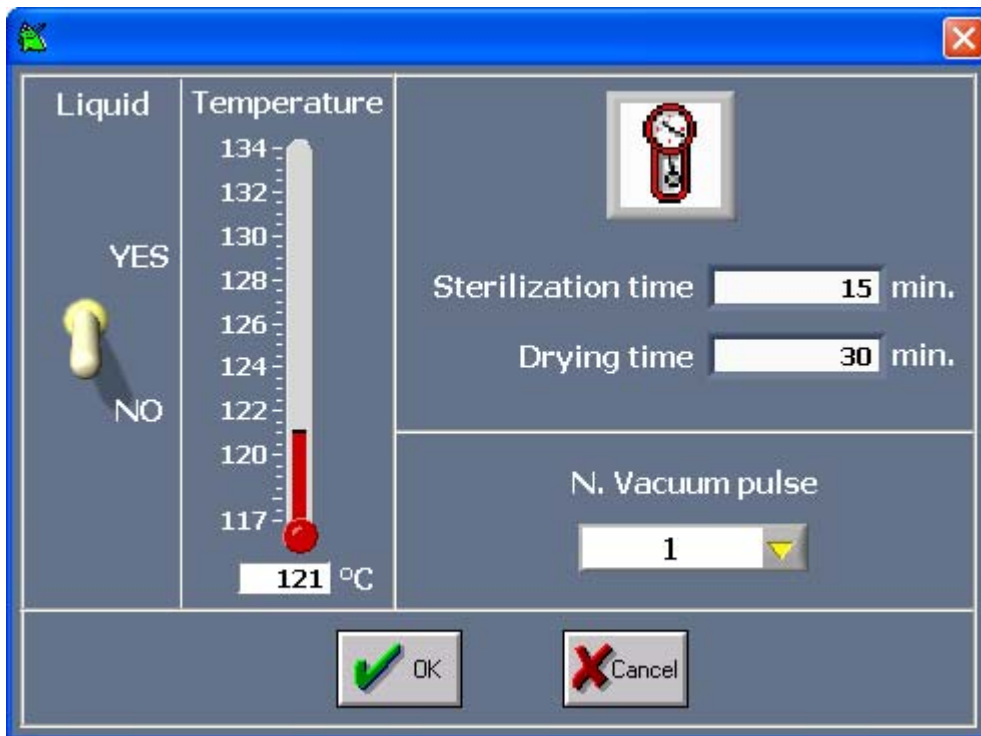 Liquid
YES
NO
Temperature
134
132
130
128
126
124
122
120
117
121 °C
Sterilization time 15 min.
Drying time 30 min.
N. Vacuum pulse
1
OK
Cancel